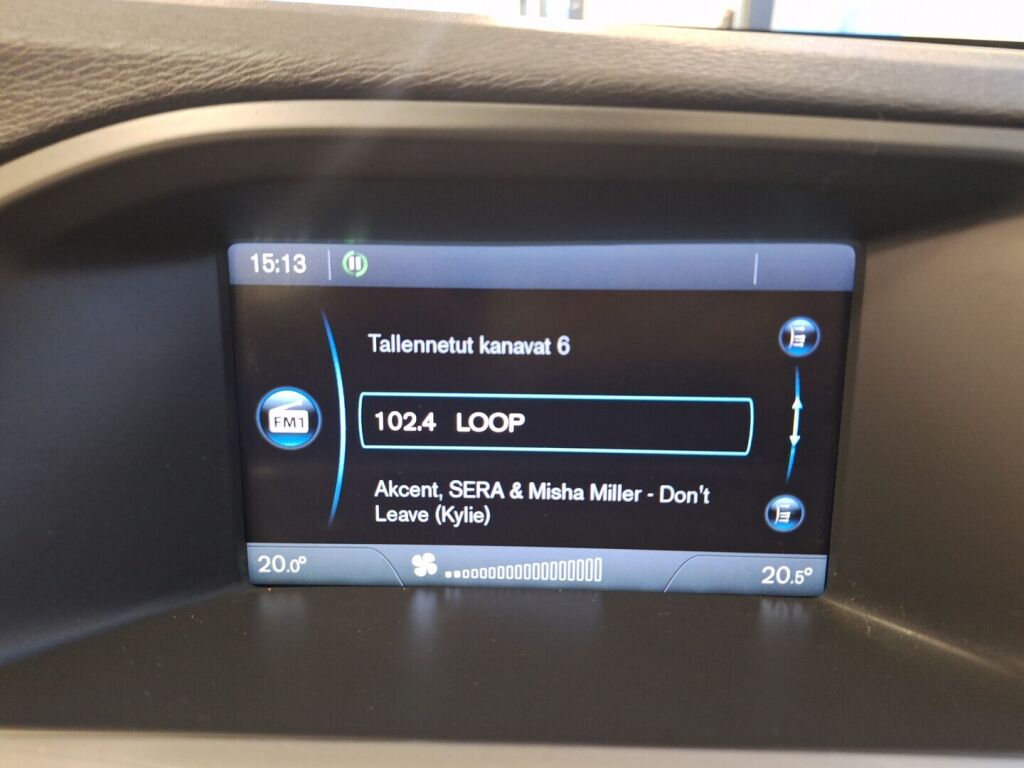 15:13
Tallennetut kanavat 6
FM1
102.4 LOOP
Akcent, SERA & Misha Miller - Don't
Leave (Kylie)
20.0°
20.5°